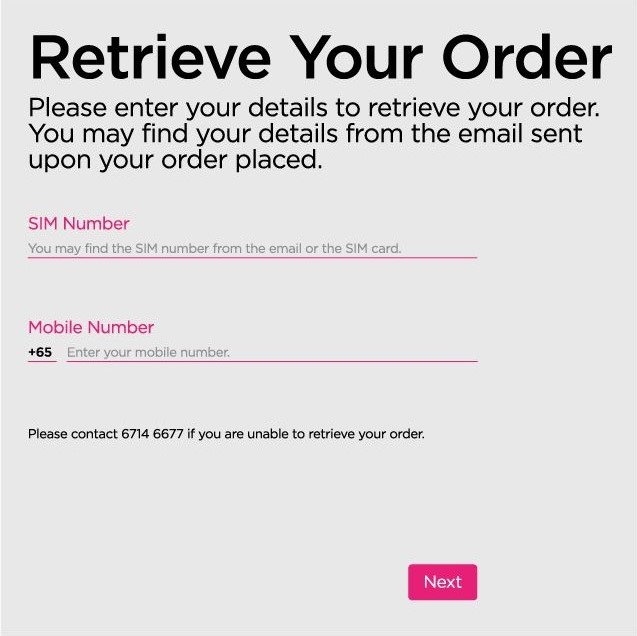 Retrieve Your Order
Please enter your details to retrieve your order.
You may find your details from the email sent
upon your order placed.
SIM Number
You may find the SIM number from the email or the SIM card.
Mobile Number
+65 Enter your mobile number.
Please contact 6714 6677 if you are unable to retrieve your order.
Next